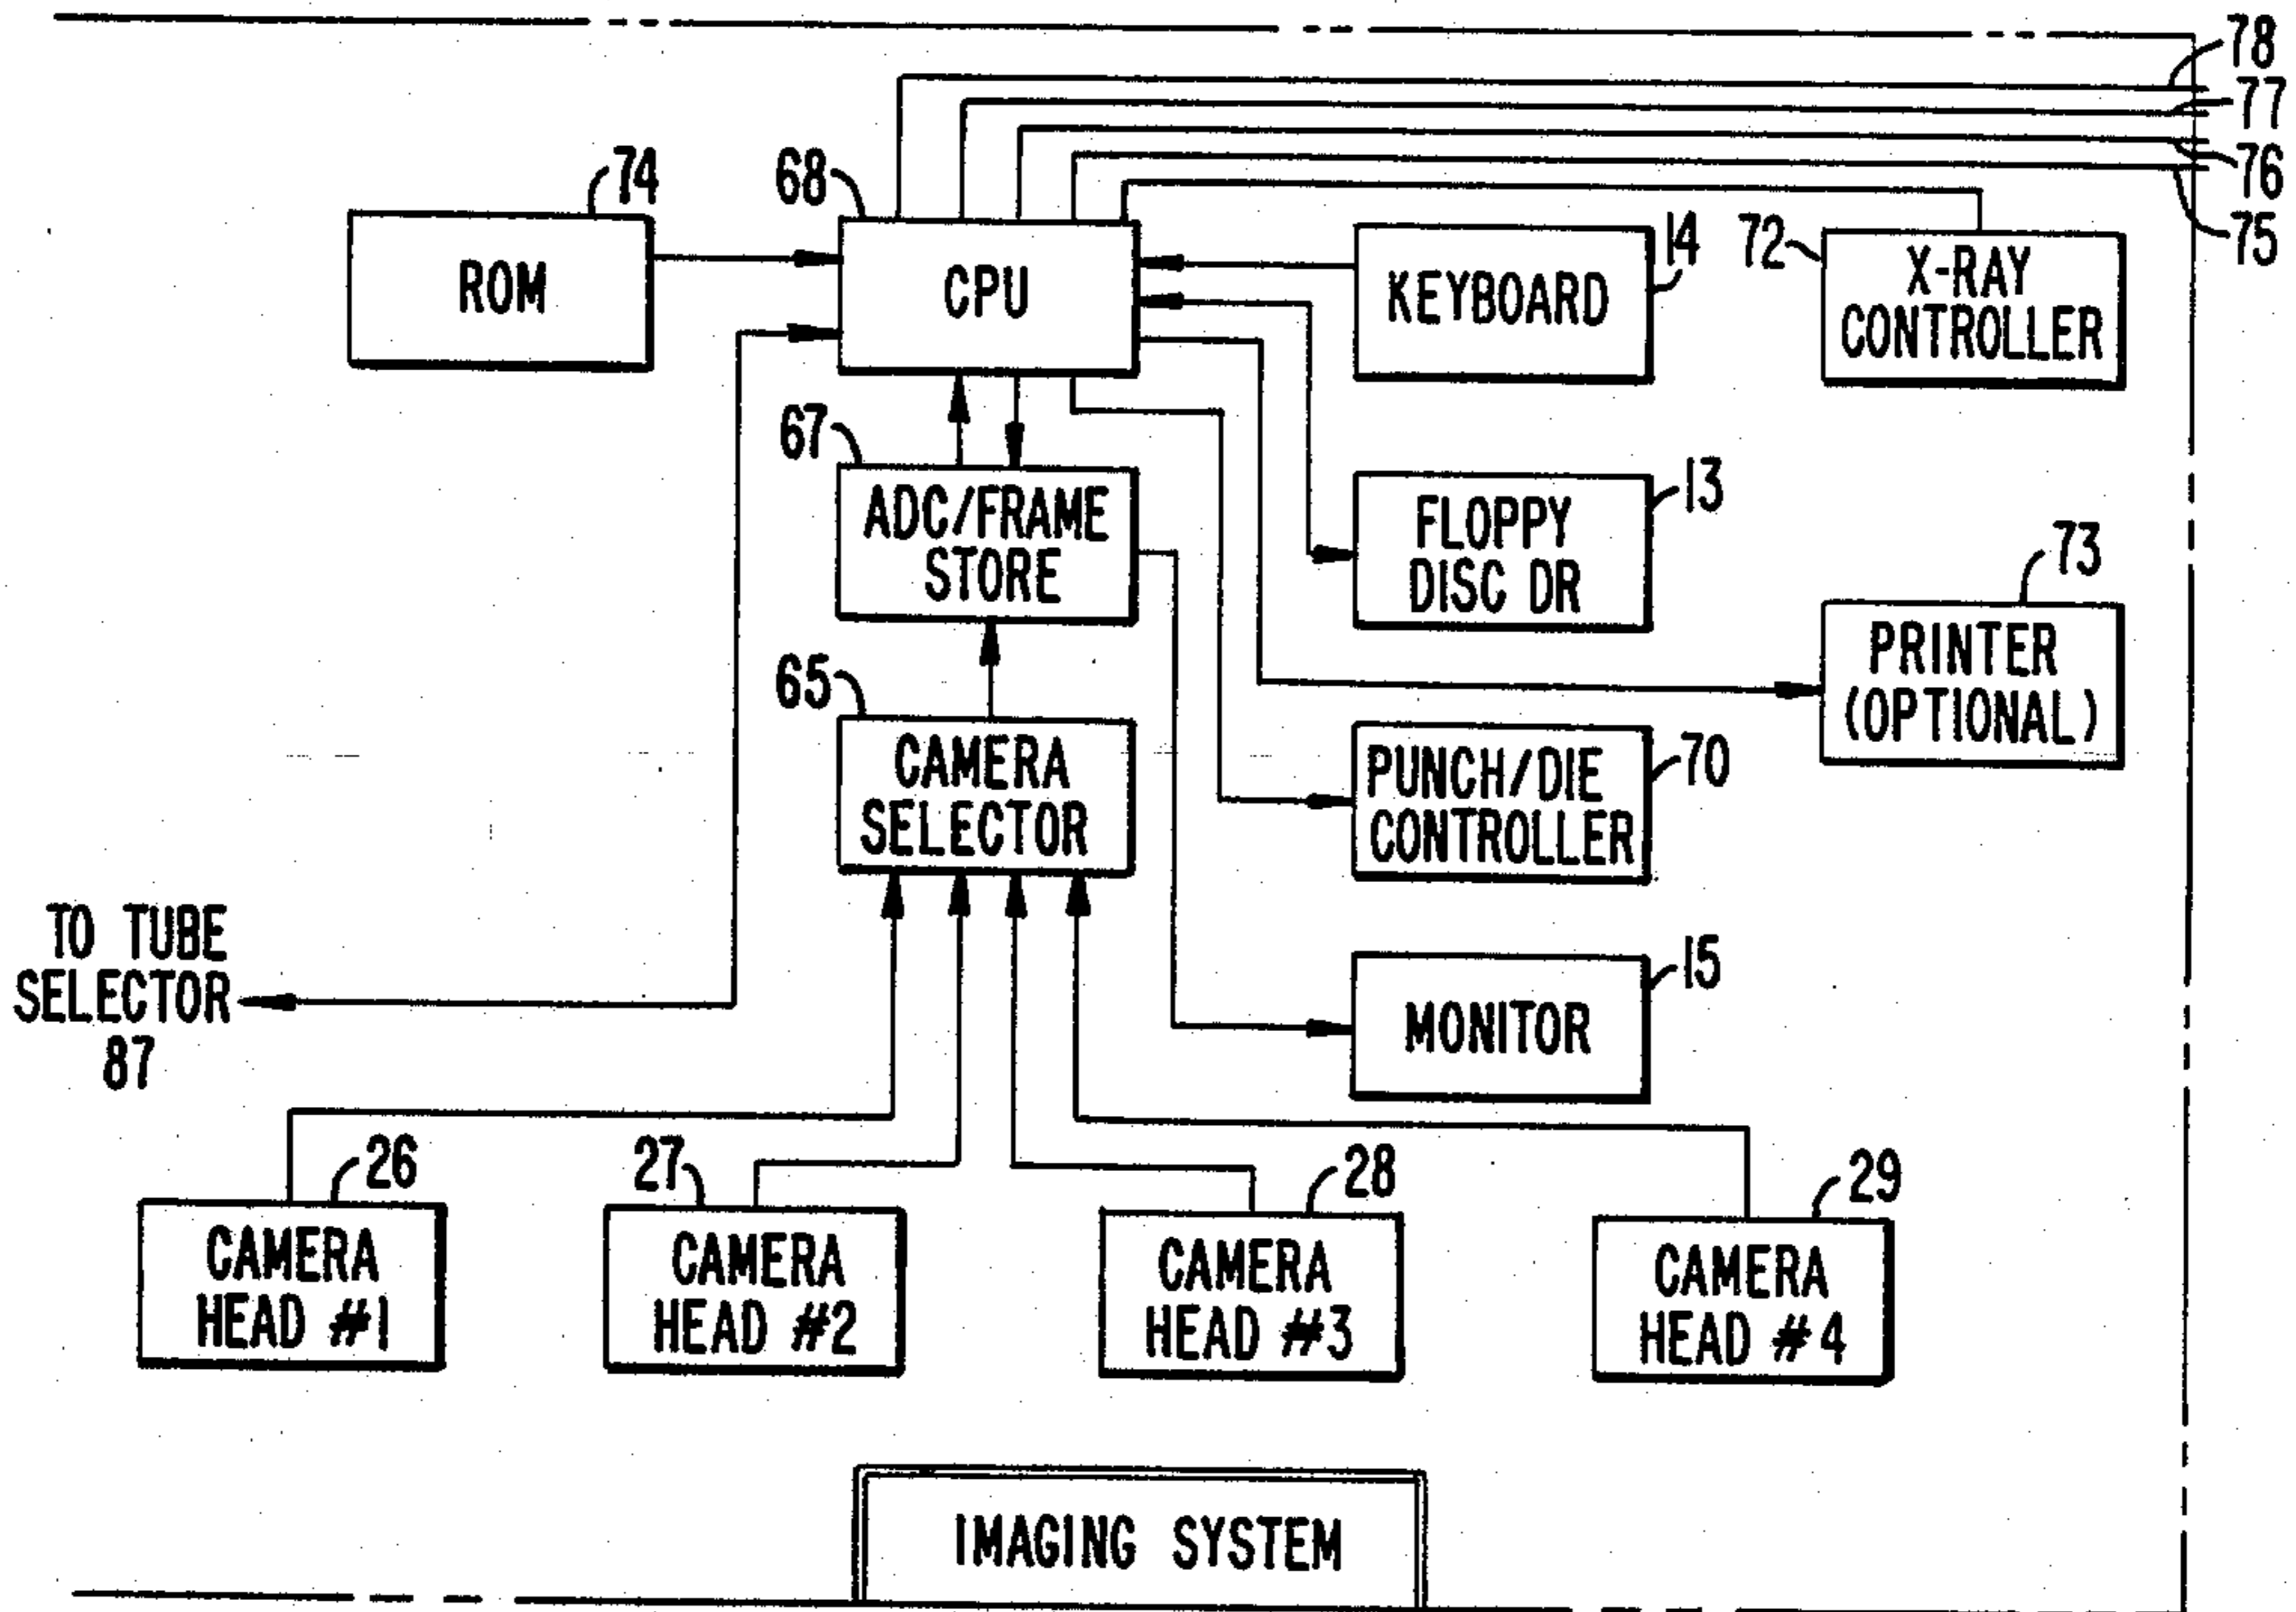 78
77
76
75
74
ROM
68
CPU
14
KEYBOARD
72
X-RAY
CONTROLLER
67
ADC/FRAME
STORE
13
FLOPPY
DISC DR
73
PRINTER
(OPTIONAL)
65
CAMERA
SELECTOR
70
PUNCH/DIE
CONTROLLER
TO TUBE
SELECTOR
87
15
MONITOR
26
CAMERA
HEAD #1
27
CAMERA
HEAD #2
28
CAMERA
HEAD #3
29
CAMERA
HEAD #4
IMAGING SYSTEM